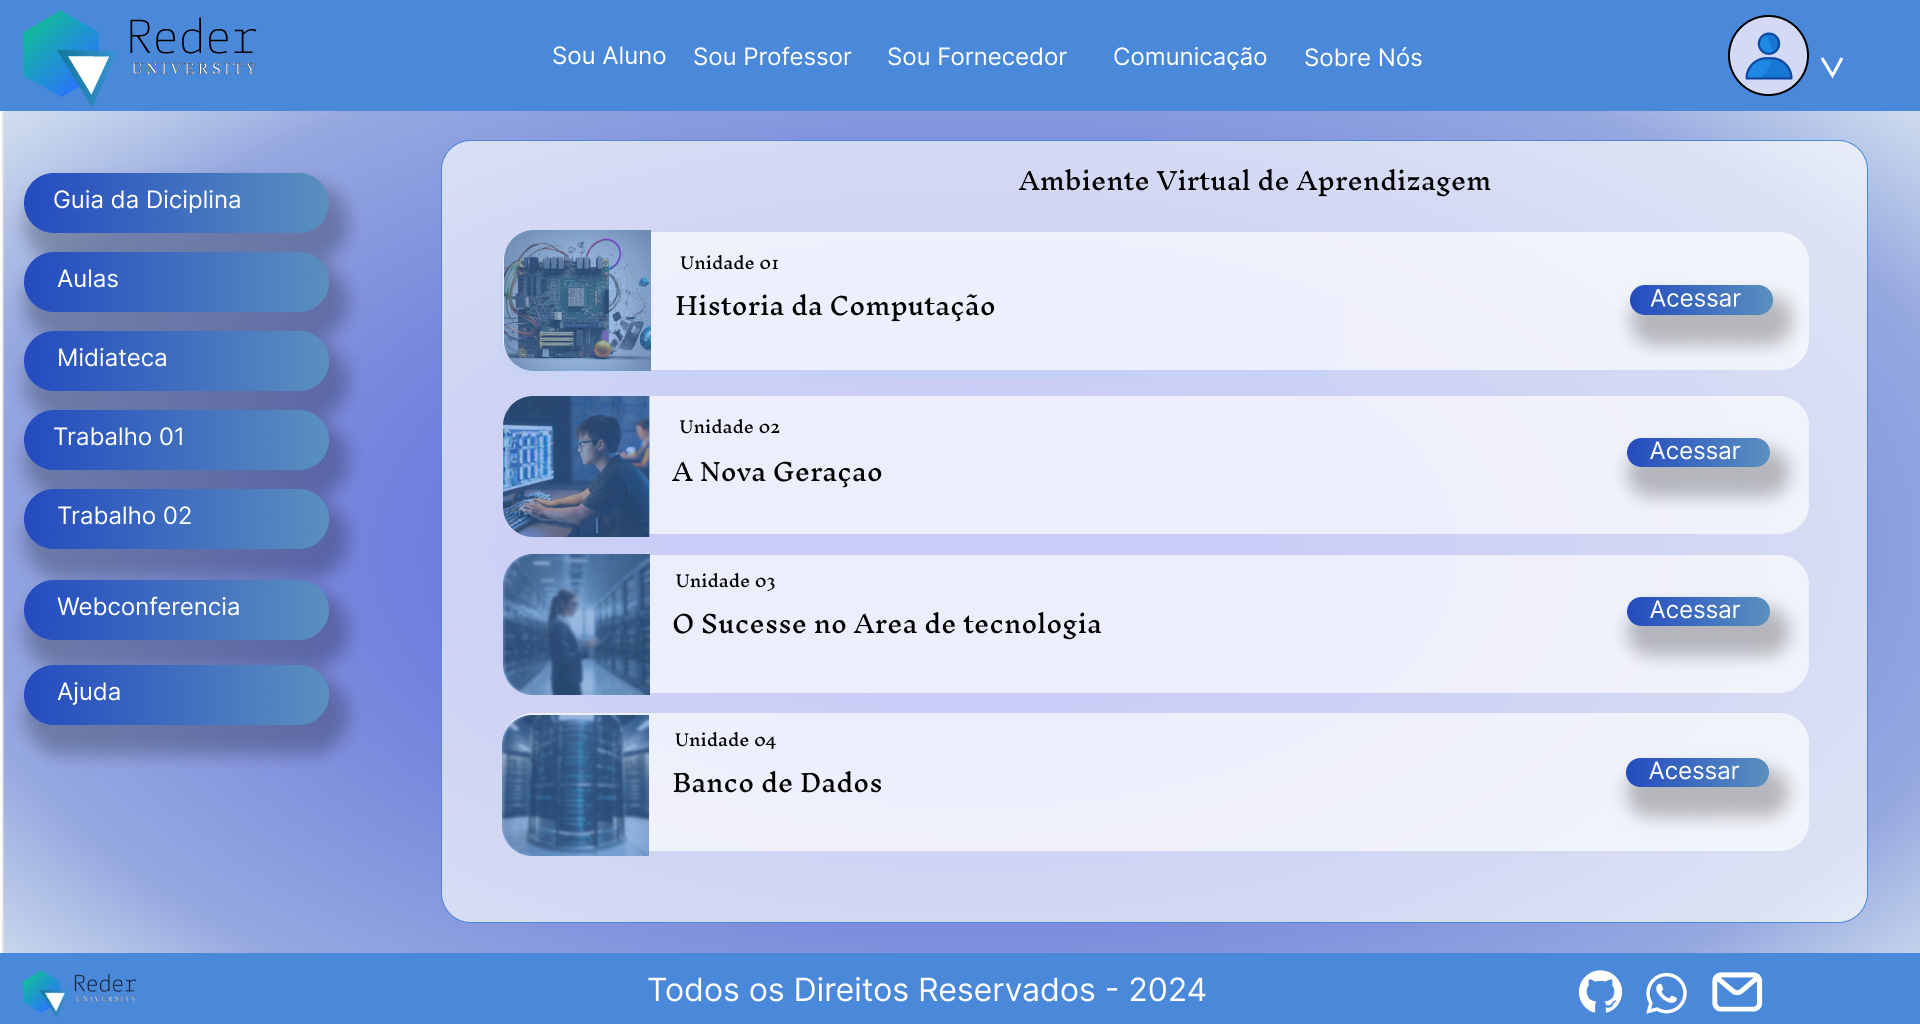 Reder
UNIVERSITY
Sou Aluno
Sou Professor
Sou Fornecedor
Comunicação
Sobre Nós
Guia da Diciplina
Aulas
Midiateca
Trabalho 01
Trabalho 02
Webconferencia
Ajuda
Ambiente Virtual de Aprendizagem
Unidade 01
Historia da Computação
Acessar
Unidade 02
A Nova Geraçao
Acessar
Unidade 03
O Sucesse no Area de tecnologia
Acessar
Unidade 04
Banco de Dados
Acessar
Reder
UNIVERSITY
Todos os Direitos Reservados - 2024